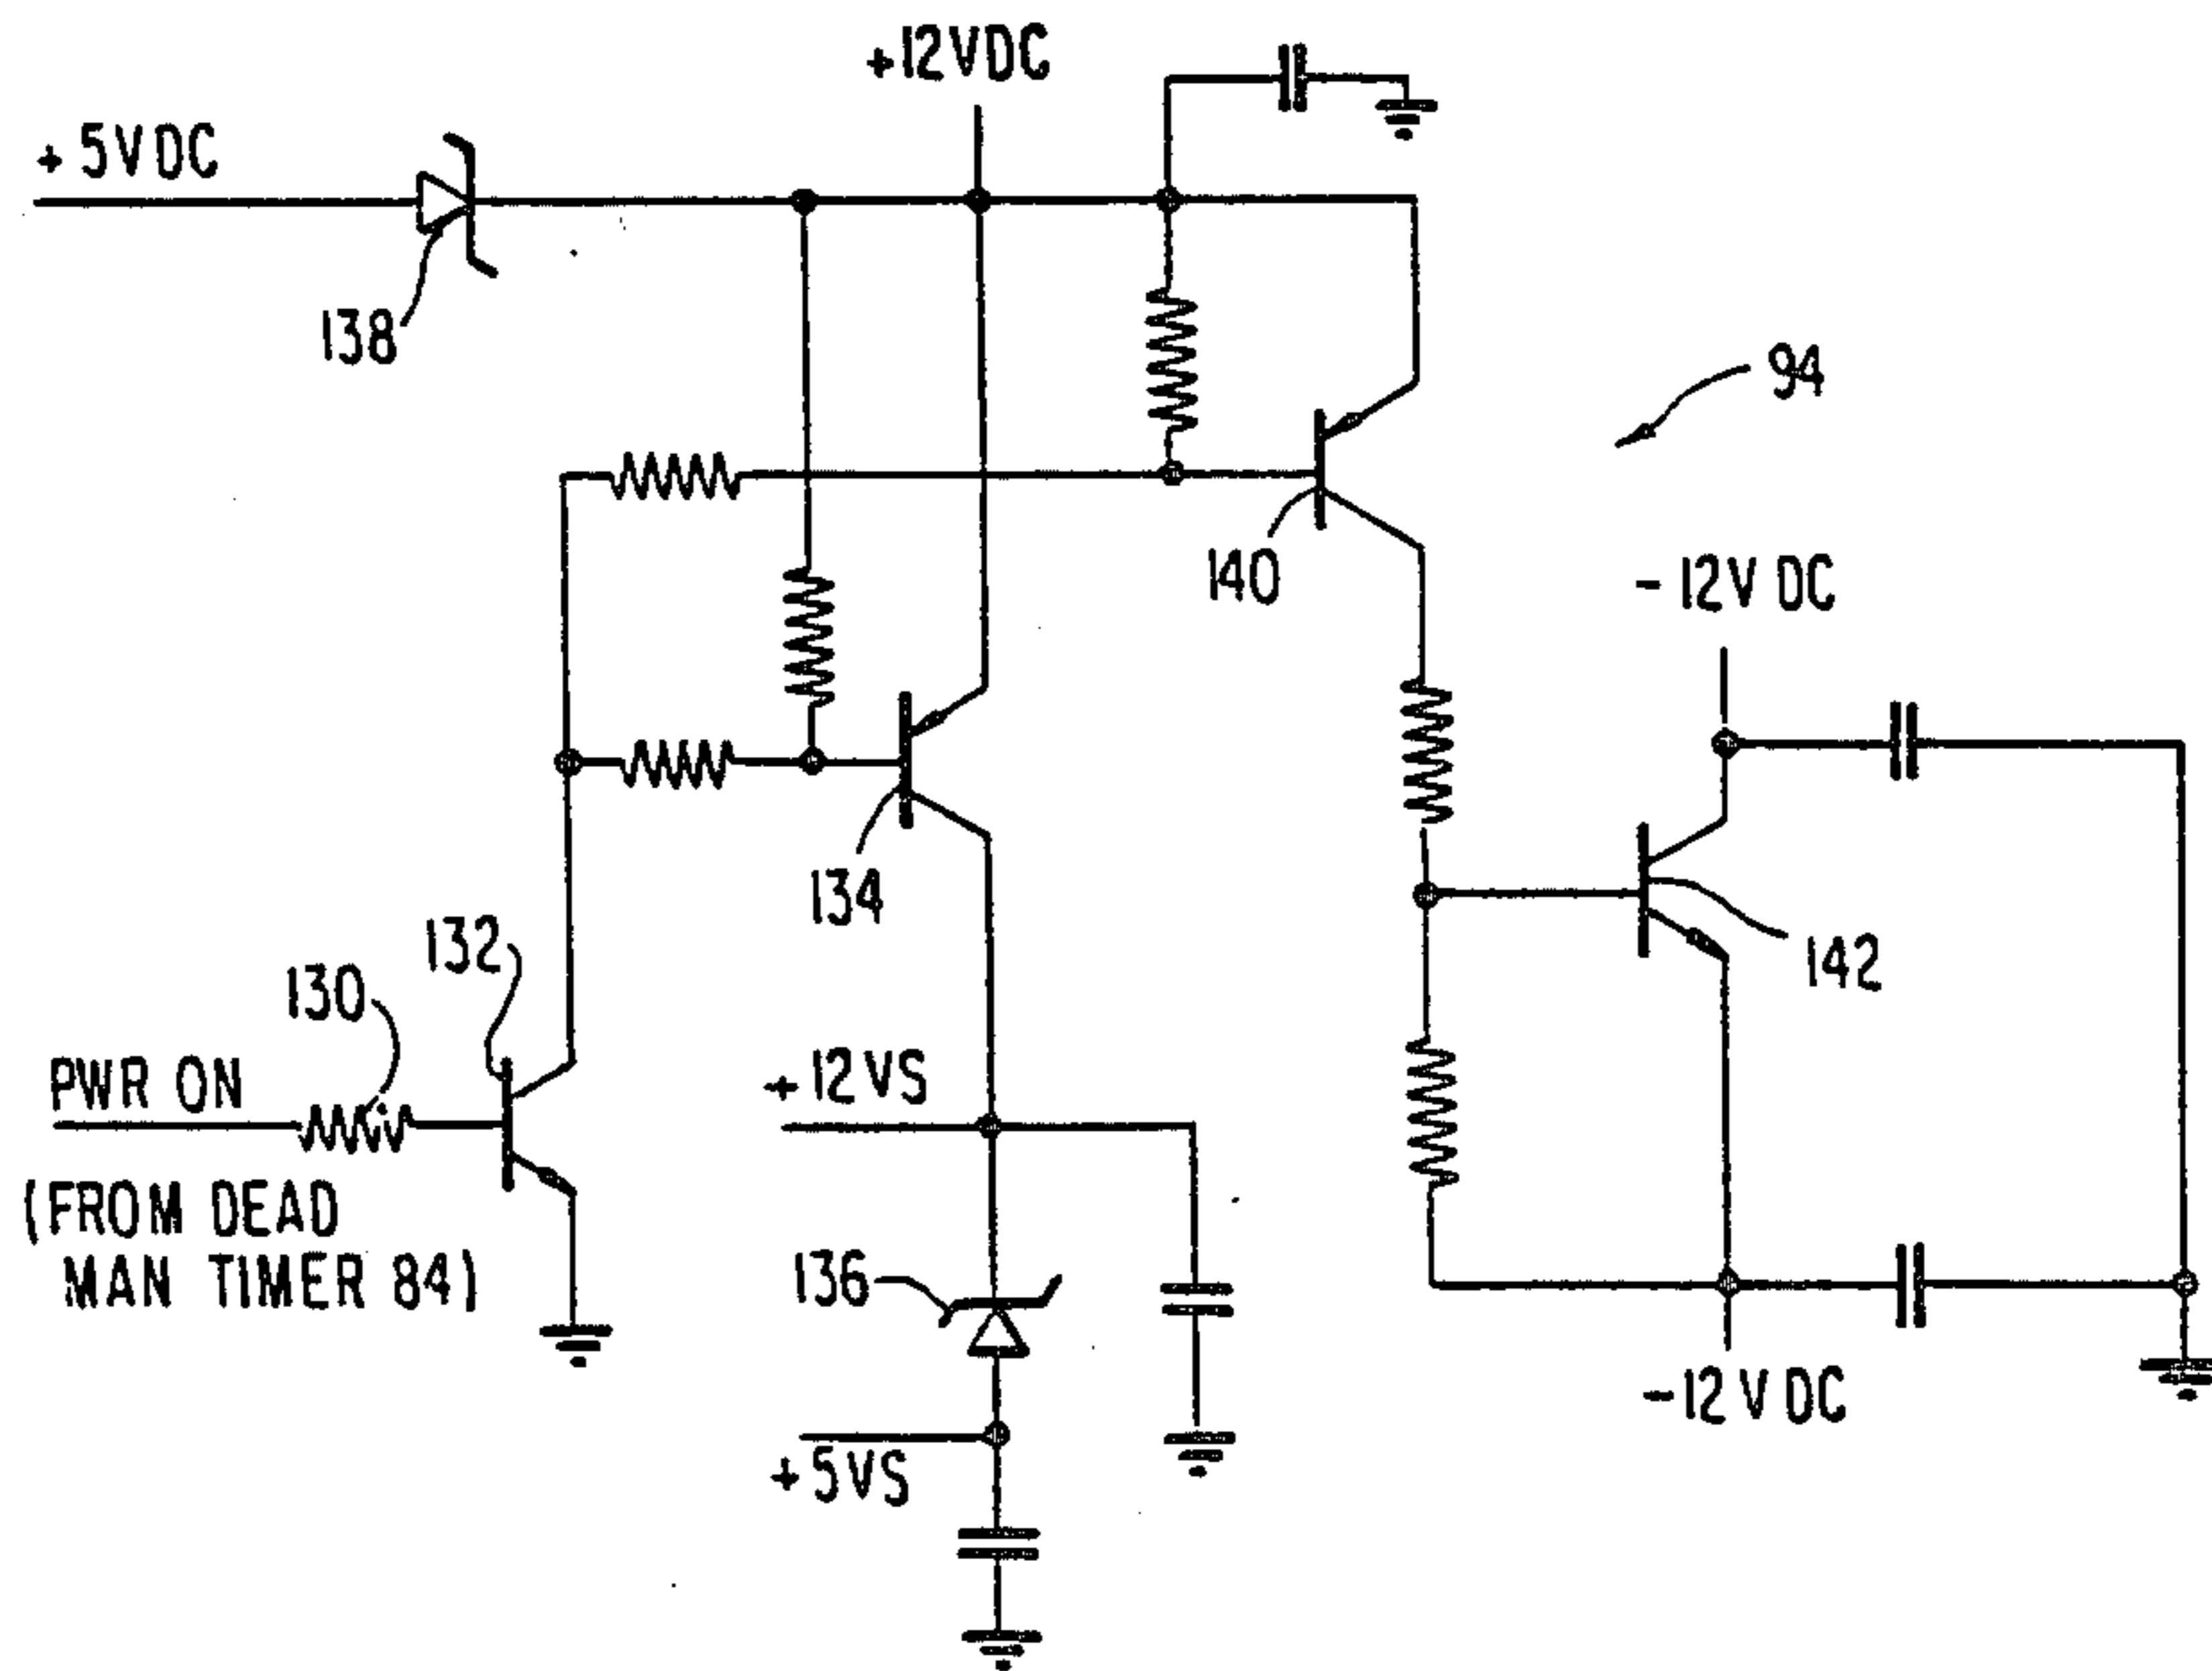 +12VDC
+5VDC
138
94
140
-12V DC
134
142
132
130
+12VS
PWR ON
(FROM DEAD
MAN TIMER 84)
136
-12V DC
+5VS